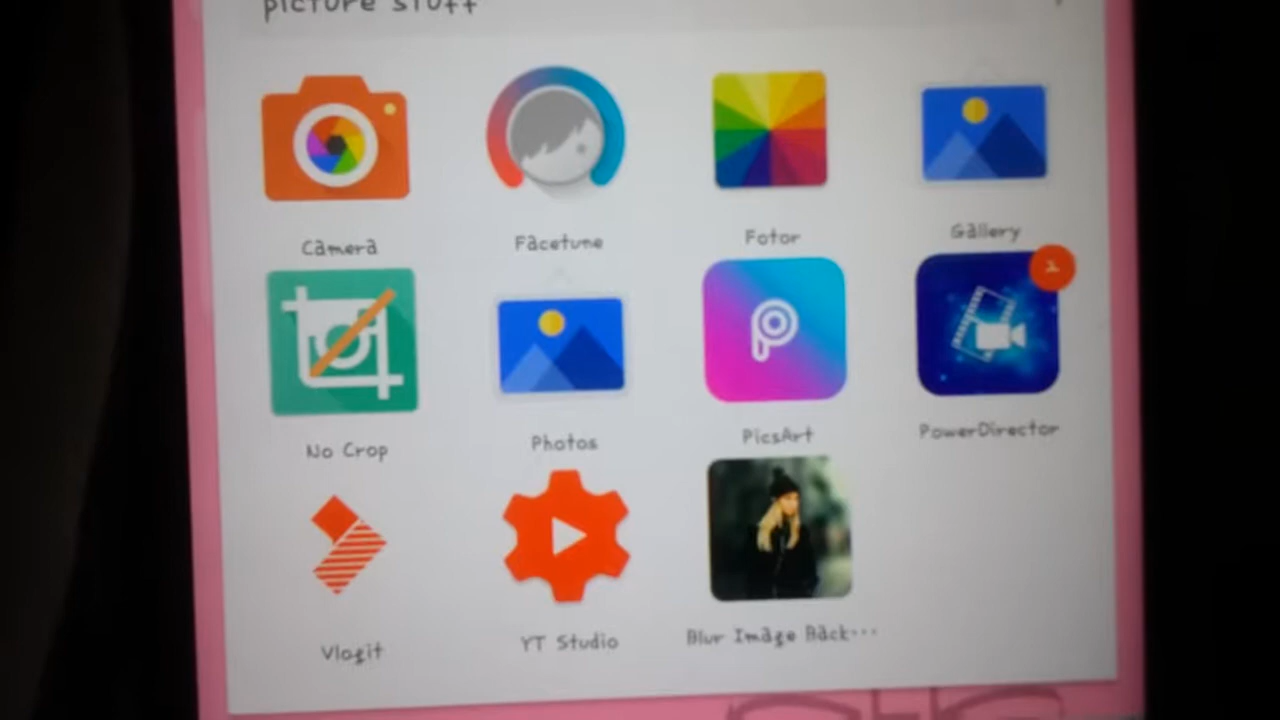 picture stuff
Camera
Facetune
Fotor
Gallery
No Crop
Photos
PicsArt
PowerDirector
Vlogit
YT Studio
Blur Image Back...